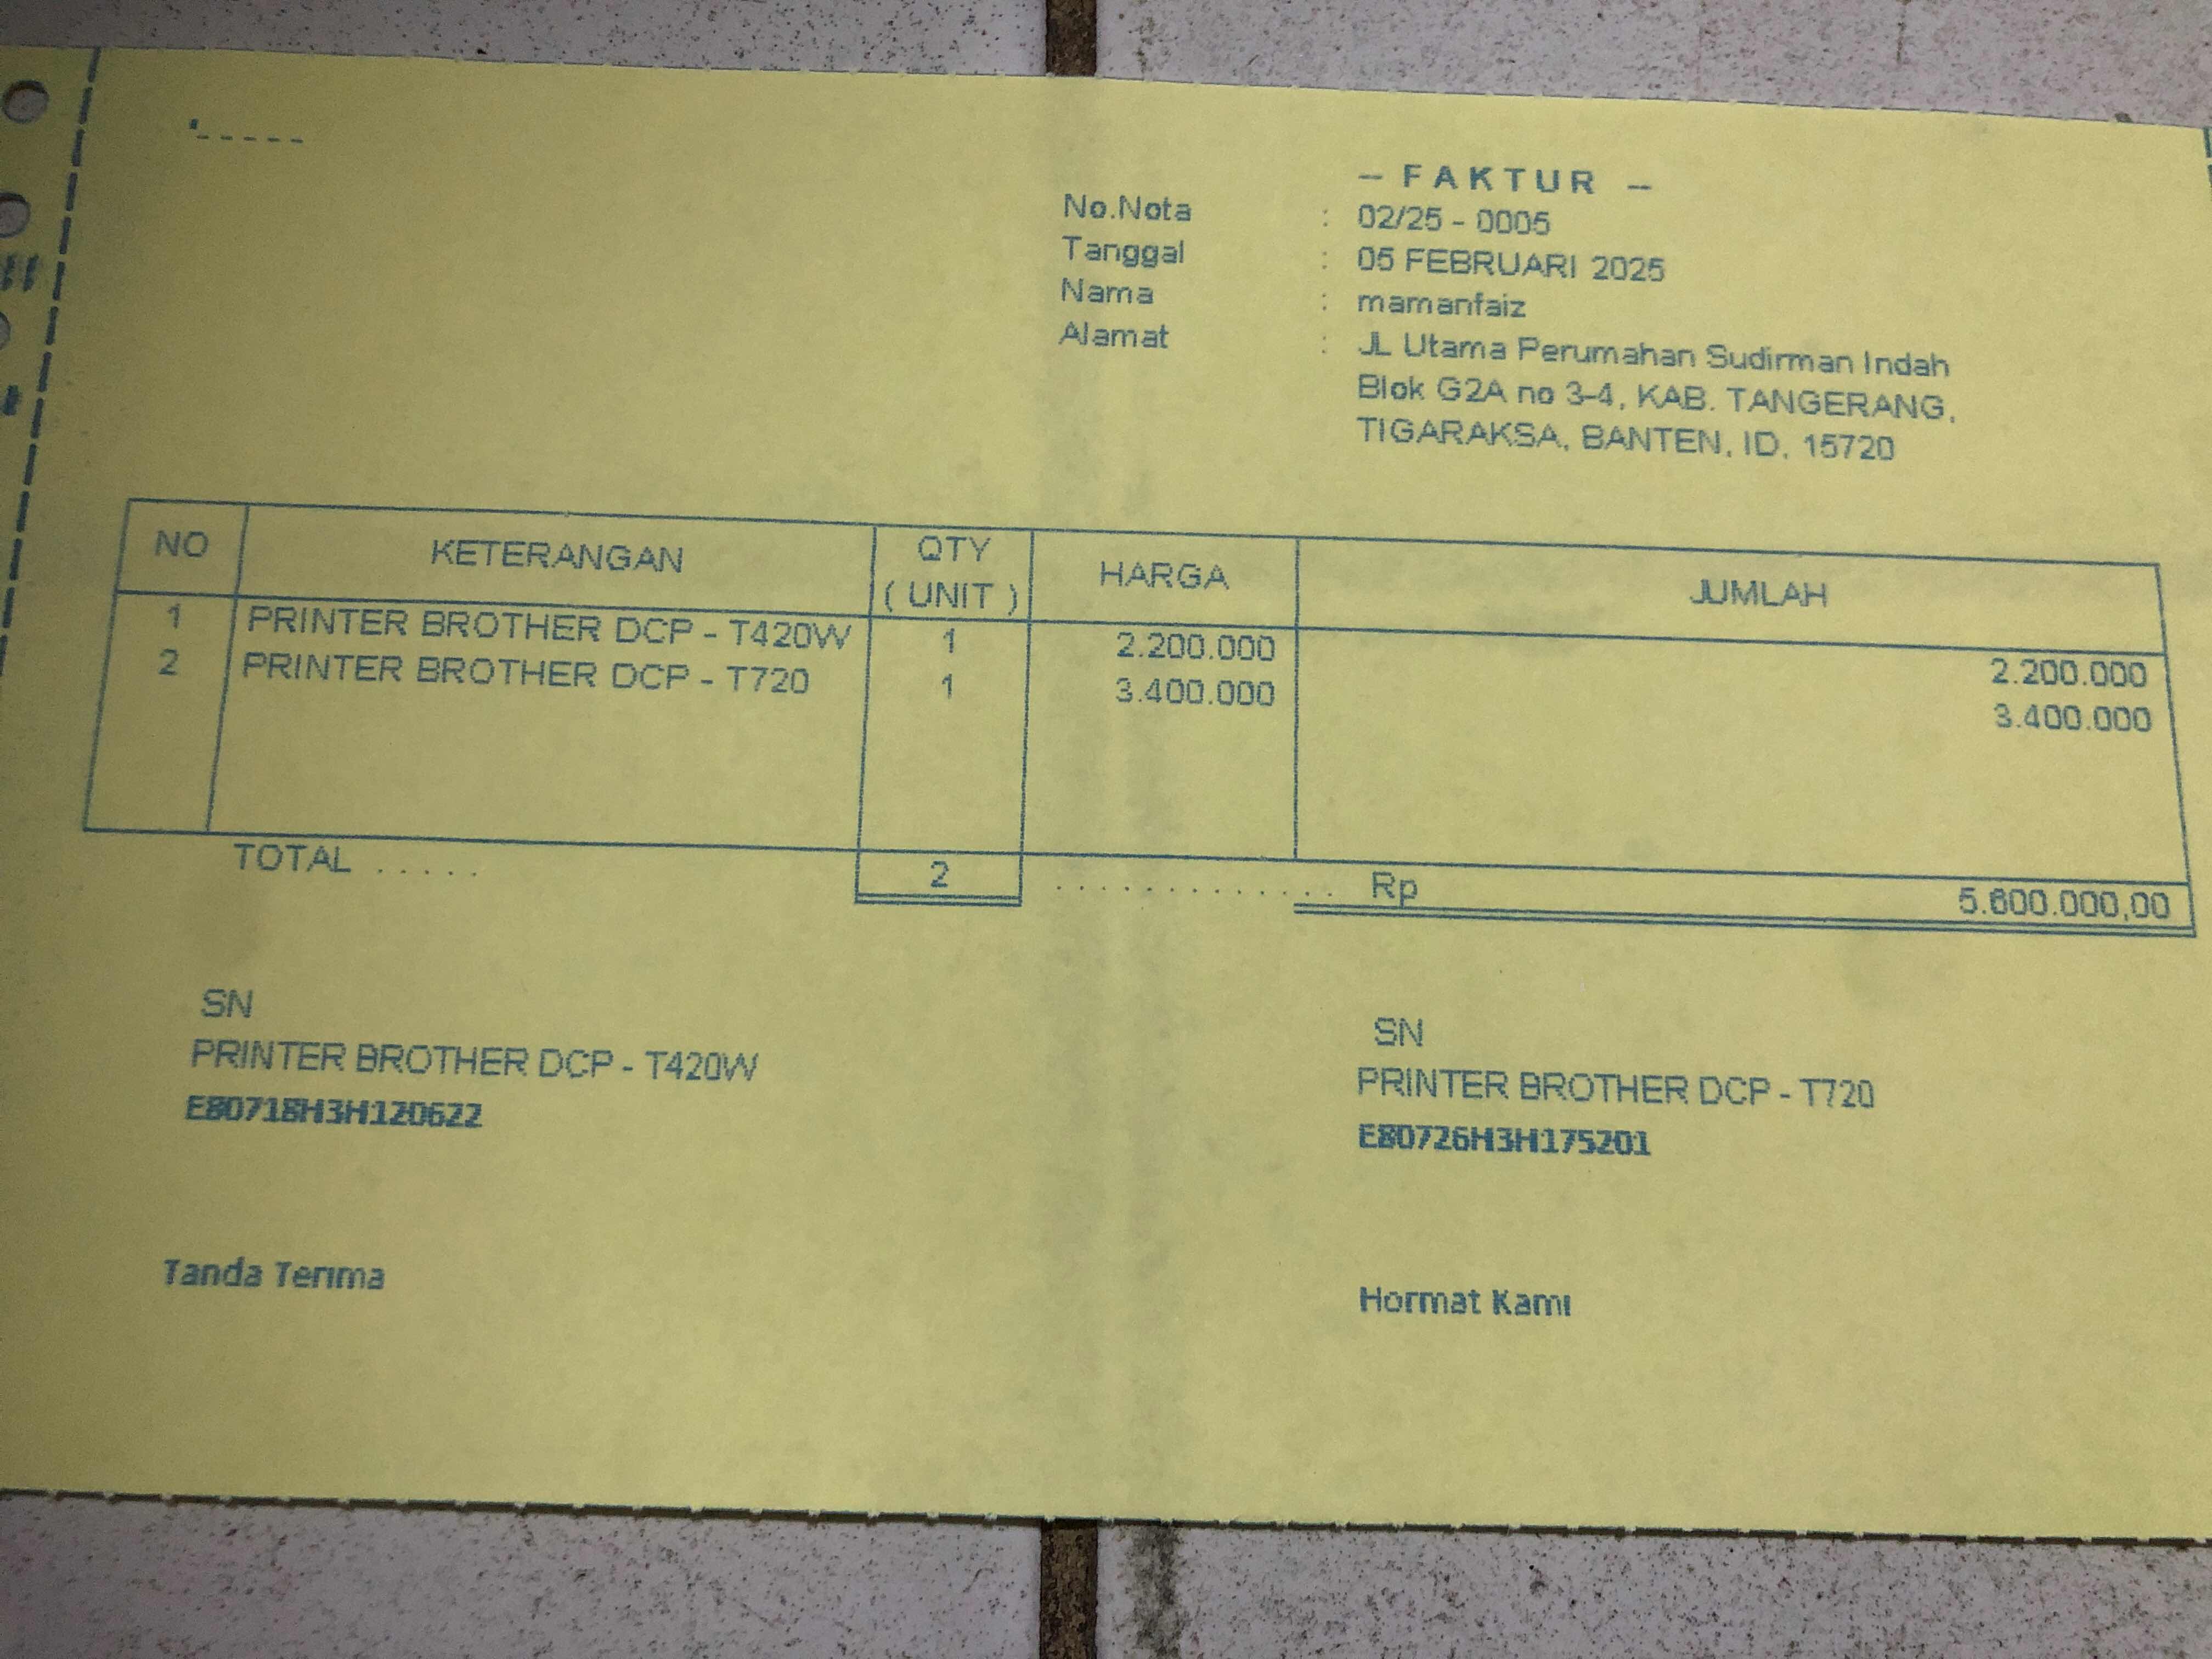 -- FAKTUR --
No.Nota : 02/25 - 0005
Tanggal : 05 FEBRUARI 2025
Nama : mamanfaiz
Alamat : JL Utama Perumahan Sudirman Indah
Blok G2A no 3-4, KAB. TANGERANG,
TIGARAKSA, BANTEN, ID, 15720
NO KETERANGAN QTY ( UNIT ) HARGA JUMLAH
1 PRINTER BROTHER DCP - T420W 1 2.200.000 2.200.000
2 PRINTER BROTHER DCP - T720 1 3.400.000 3.400.000
TOTAL ..... 2 ............. Rp 5.600.000,00
SN
PRINTER BROTHER DCP - T420W
E80718H3H120622
SN
PRINTER BROTHER DCP - T720
E80726H3H175201
Tanda Terima
Hormat Kami